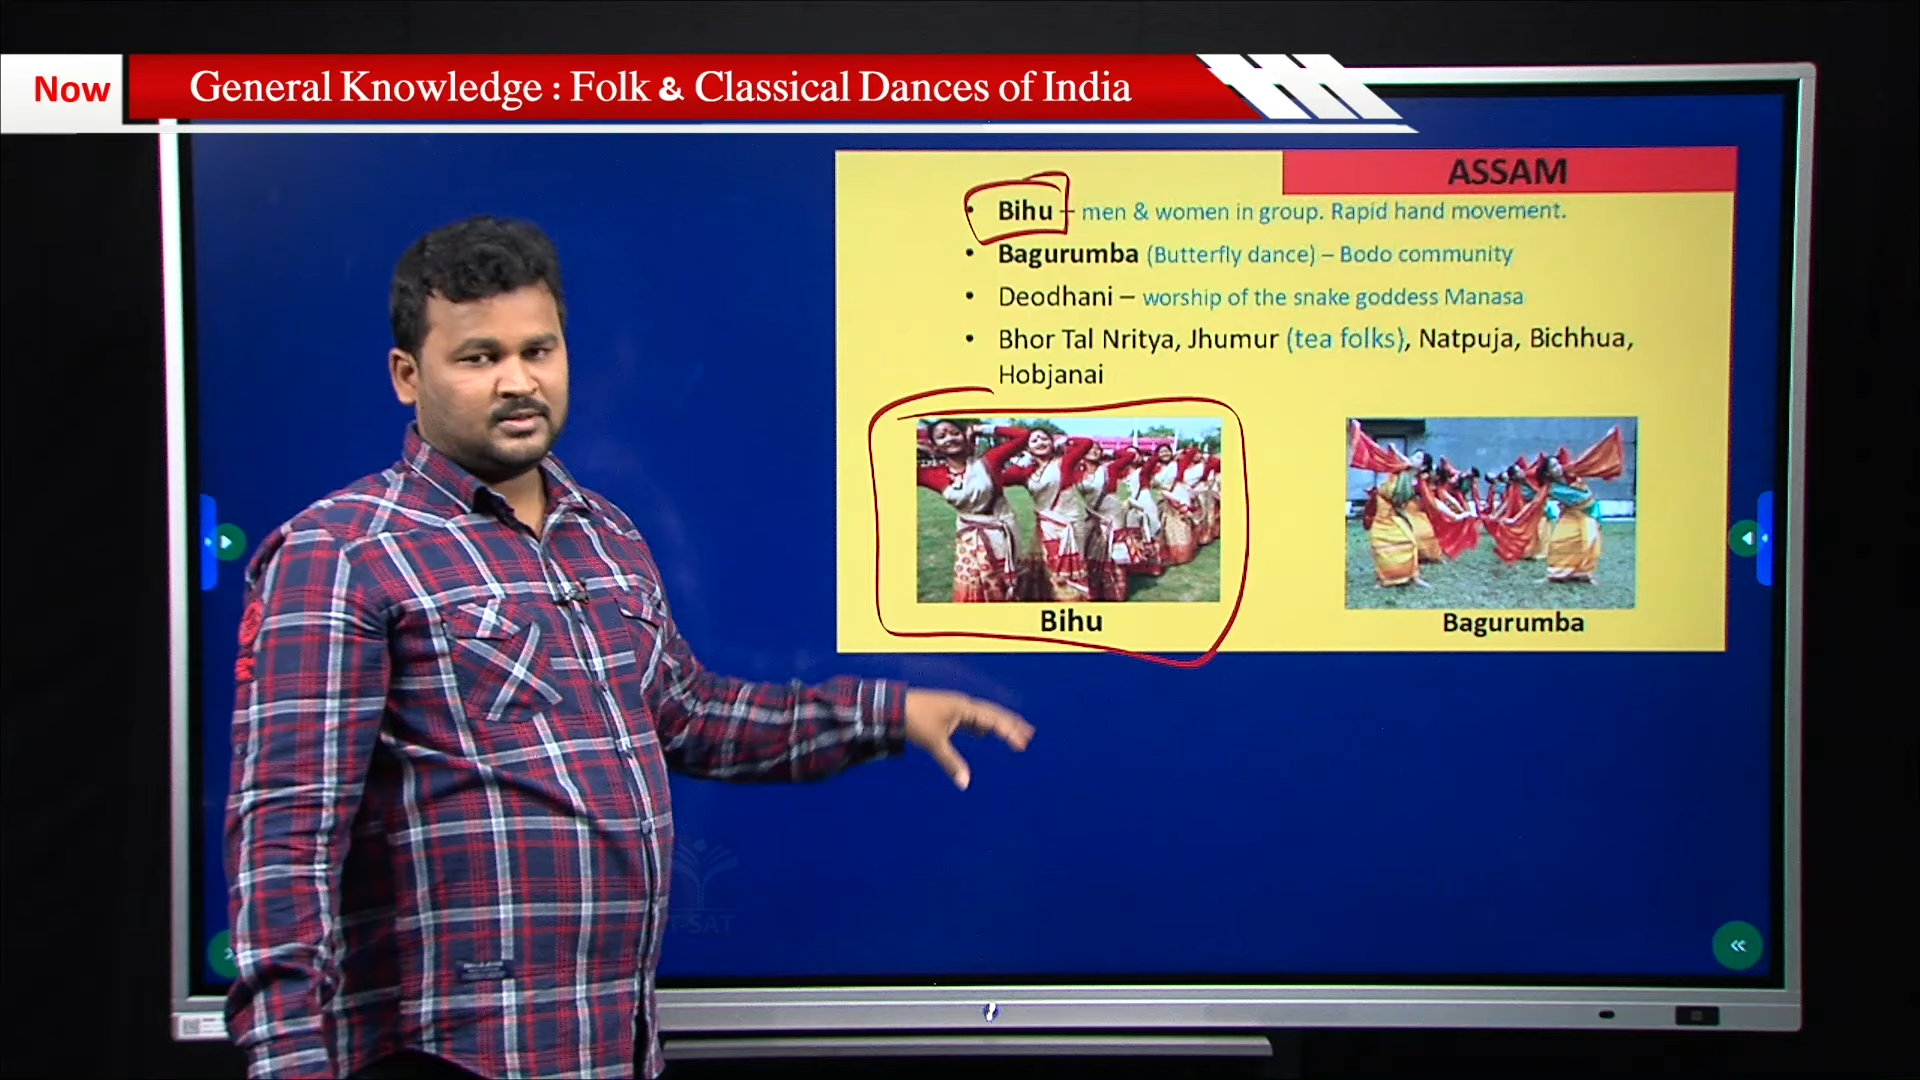 Now
General Knowledge : Folk & Classical Dances of India
ASSAM
• Bihu – men & women in group. Rapid hand movement.
• Bagurumba (Butterfly dance) – Bodo community
• Deodhani – worship of the snake goddess Manasa
• Bhor Tal Nritya, Jhumur (tea folks), Natpuja, Bichhua,
Hobjanai
Bihu
Bagurumba
T-SAT